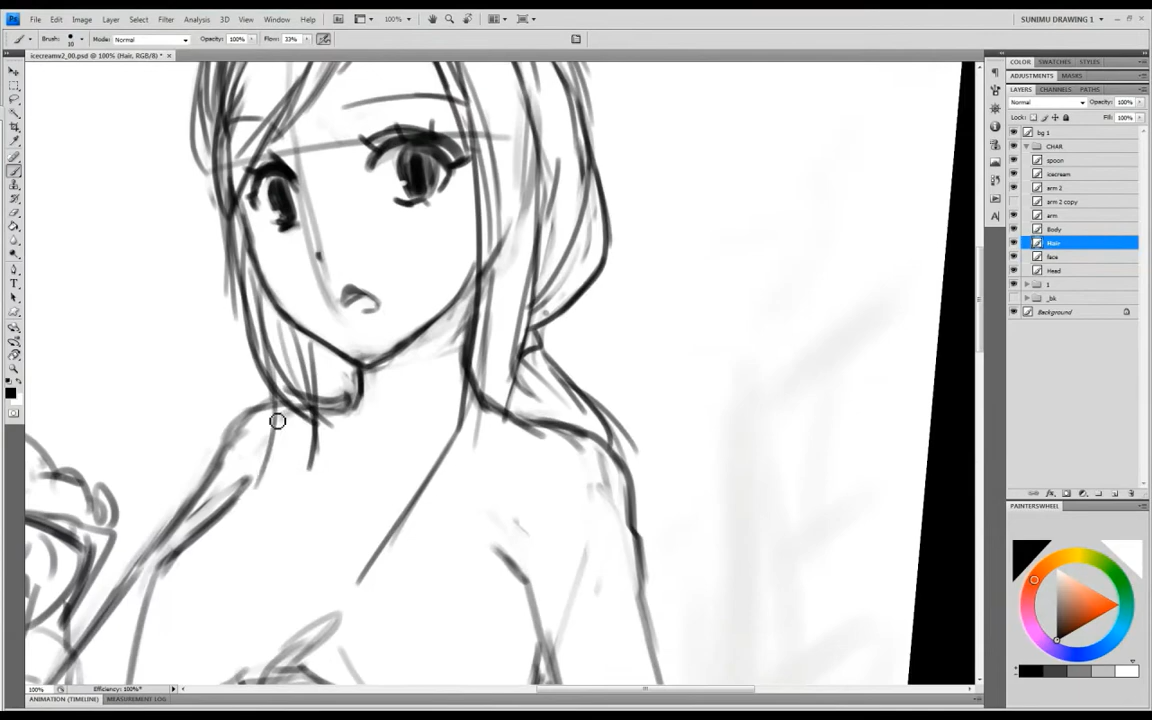 Ps File Edit Image Layer Select Filter Analysis 3D View Window Help 100% SUNIMU DRAWING 1
Brush: 10 Mode: Normal Opacity: 100% Flow: 33%
icecreamv2_00.psd @ 100% (Hair, RGB/8) *
COLOR SWATCHES STYLES
ADJUSTMENTS MASKS
LAYERS CHANNELS PATHS
Normal Opacity: 100%
Lock: Fill: 100%
bg 1
CHAR
spoon
icecream
arm 2
arm 2 copy
arm
Body
Hair
face
Head
1
_bk
Background
PAINTERSWHEEL
100% Efficiency: 100%*
ANIMATION (TIMELINE) MEASUREMENT LOG